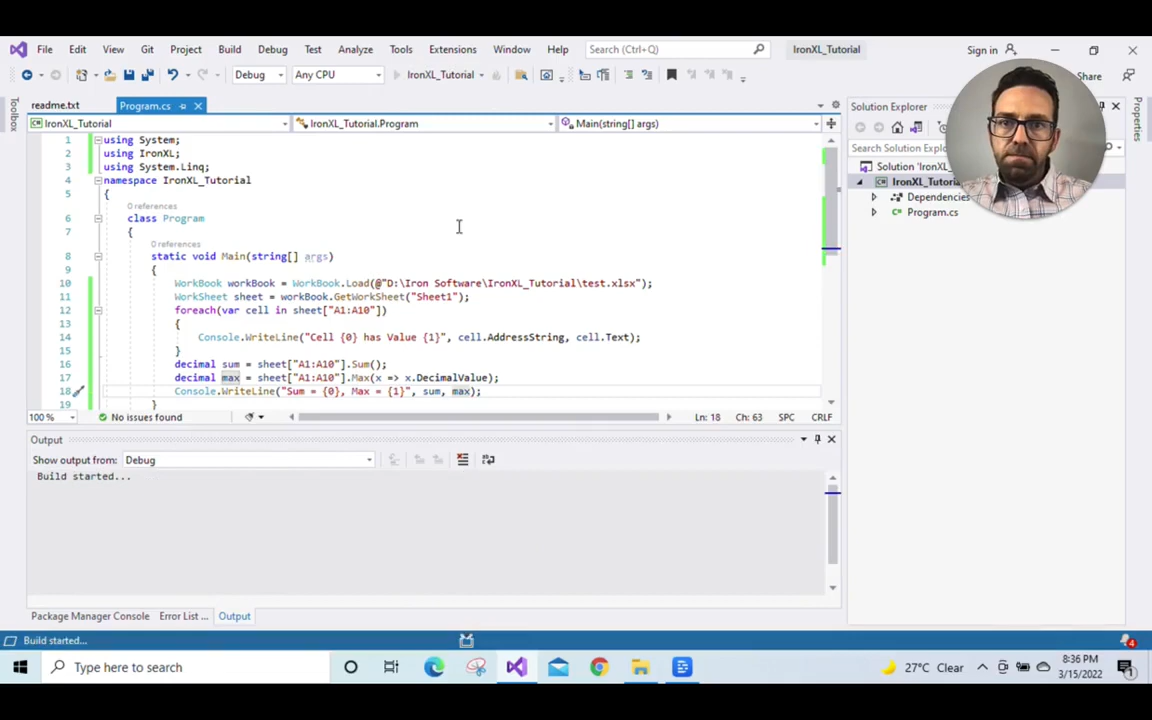 File Edit View Git Project Build Debug Test Analyze Tools Extensions Window Help Search (Ctrl+Q) IronXL_Tutorial Sign in
Debug Any CPU IronXL_Tutorial Share
readme.txt Program.cs
Toolbox
IronXL_Tutorial IronXL_Tutorial.Program Main(string[] args)
1 using System;
2 using IronXL;
3 using System.Linq;
4 namespace IronXL_Tutorial
5 {
0 references
6 class Program
7 {
0 references
8 static void Main(string[] args)
9 {
10 WorkBook workBook = WorkBook.Load(@"D:\Iron Software\IronXL_Tutorial\test.xlsx");
11 WorkSheet sheet = workBook.GetWorkSheet("Sheet1");
12 foreach(var cell in sheet["A1:A10"])
13 {
14 Console.WriteLine("Cell {0} has Value {1}", cell.AddressString, cell.Text);
15 }
16 decimal sum = sheet["A1:A10"].Sum();
17 decimal max = sheet["A1:A10"].Max(x => x.DecimalValue);
18 Console.WriteLine("Sum = {0}, Max = {1}", sum, max);
19 }
100 % No issues found Ln: 18 Ch: 63 SPC CRLF
Output
Show output from: Debug
Build started...
Package Manager Console Error List ... Output
Solution Explorer
Search Solution
Solution 'IronXL_
IronXL_Tutoria
Dependencies
Program.cs
Properties
Build started... 4
Type here to search 27°C Clear 8:36 PM
3/15/2022 1